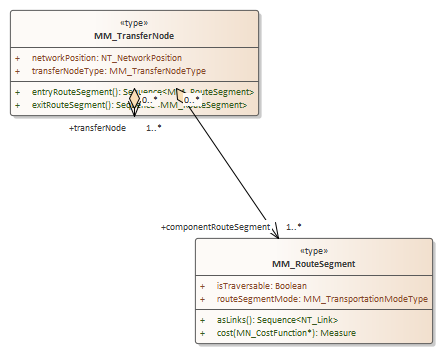 «type»
MM_TransferNode
+ networkPosition: NT_NetworkPosition
+ transferNodeType: MM_TransferNodeType
+ entryRouteSegment(): Sequence<MM_RouteSegment>
+ exitRouteSegment(): Sequence<MM_RouteSegment>
0..* 0..*
+transferNode 1..*
+componentRouteSegment 1..*
«type»
MM_RouteSegment
+ isTraversable: Boolean
+ routeSegmentMode: MM_TransportationModeType
+ asLinks(): Sequence<NT_Link>
+ cost(MN_CostFunction*): Measure